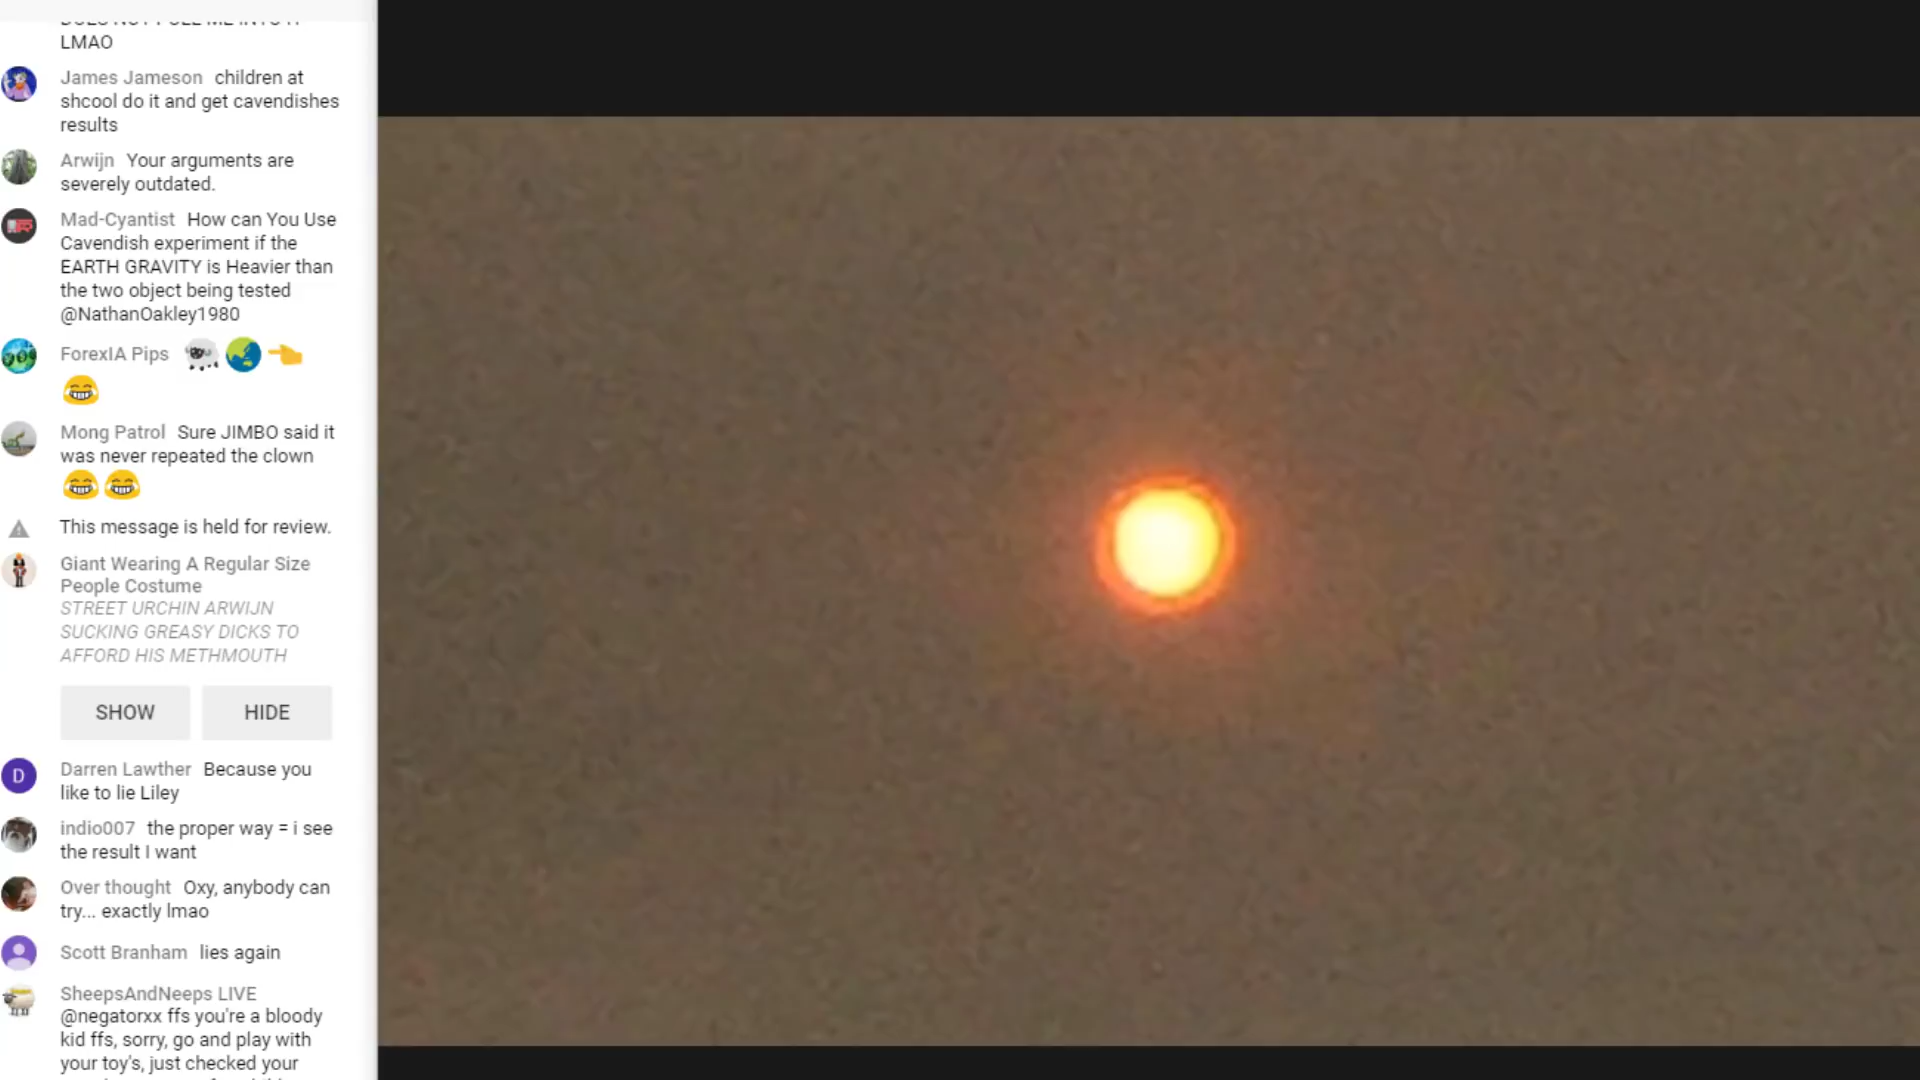 LMAO
James Jameson children at
shcool do it and get cavendishes
results
Arwijn Your arguments are
severely outdated.
Mad-Cyantist How can You Use
Cavendish experiment if the
EARTH GRAVITY is Heavier than
the two object being tested
@NathanOakley1980
ForexIA Pips
Mong Patrol Sure JIMBO said it
was never repeated the clown
This message is held for review.
Giant Wearing A Regular Size
People Costume
STREET URCHIN ARWIJN
SUCKING GREASY DICKS TO
AFFORD HIS METHMOUTH
SHOW HIDE
D
Darren Lawther Because you
like to lie Liley
indio007 the proper way = i see
the result I want
Over thought Oxy, anybody can
try... exactly lmao
Scott Branham lies again
SheepsAndNeeps LIVE
@negatorxx ffs you're a bloody
kid ffs, sorry, go and play with
your toy's, just checked your